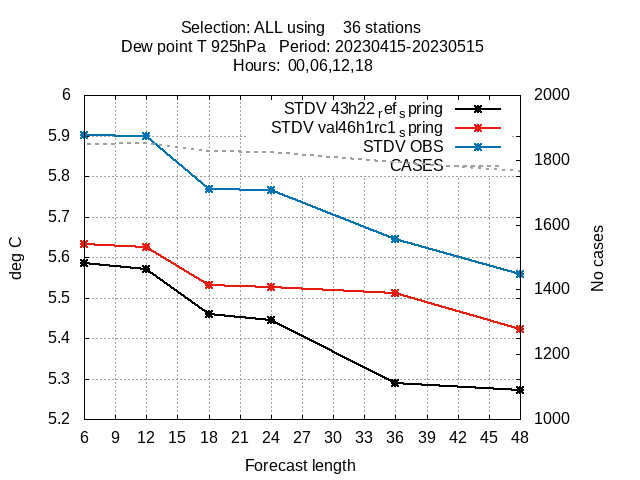 Selection: ALL using    36 stations
Dew point T 925hPa   Period: 20230415-20230515
Hours:  00,06,12,18
STDV 43h22ref_spring
STDV val46h1rc1_spring
STDV OBS
CASES
6
5.9
5.8
5.7
5.6
5.5
5.4
5.3
5.2
deg C
2000
1800
1600
1400
1200
1000
No cases
6 9 12 15 18 21 24 27 30 33 36 39 42 45 48
Forecast length